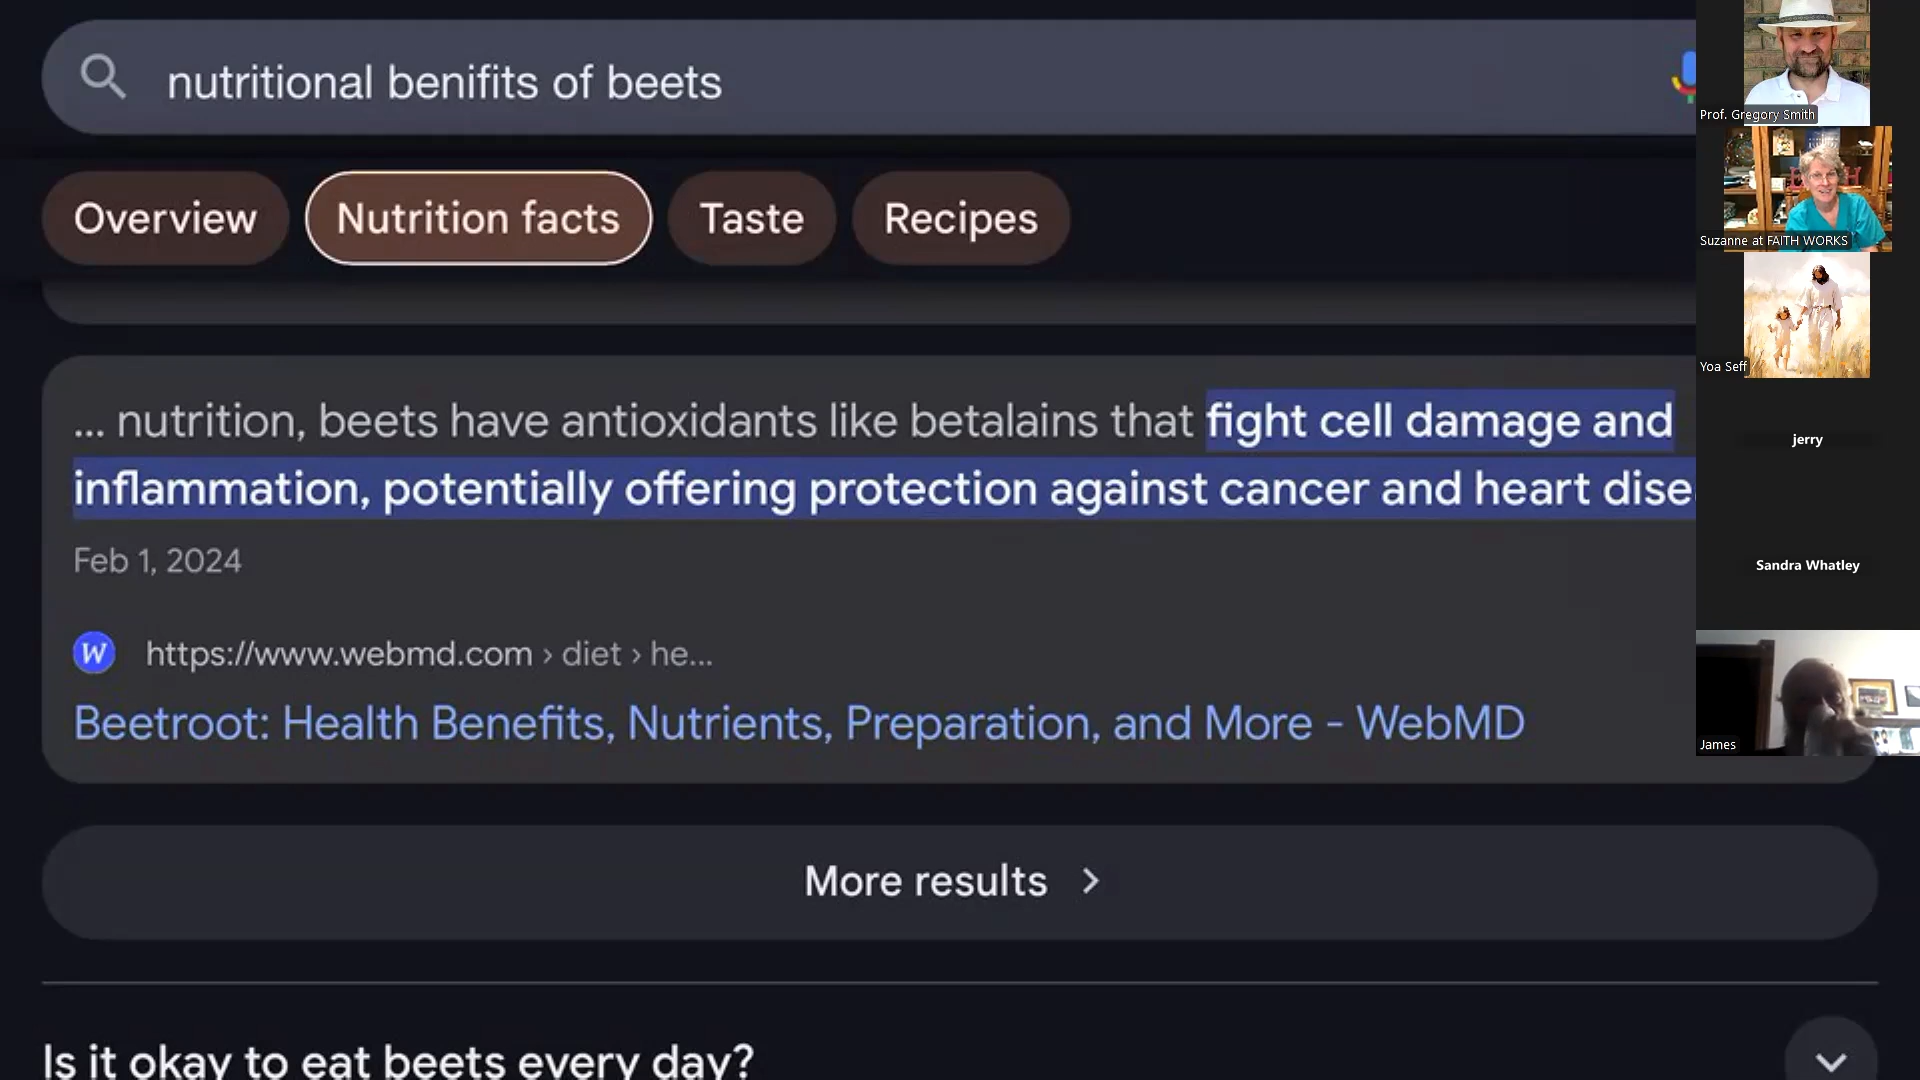 nutritional benifits of beets
Overview
Nutrition facts
Taste
Recipes
... nutrition, beets have antioxidants like betalains that fight cell damage and
inflammation, potentially offering protection against cancer and heart dise
Feb 1, 2024
W
https://www.webmd.com › diet › he...
Beetroot: Health Benefits, Nutrients, Preparation, and More - WebMD
More results
Is it okay to eat beets every day?
Prof. Gregory Smith
Suzanne at FAITH WORKS
Yoa Seff
jerry
Sandra Whatley
James